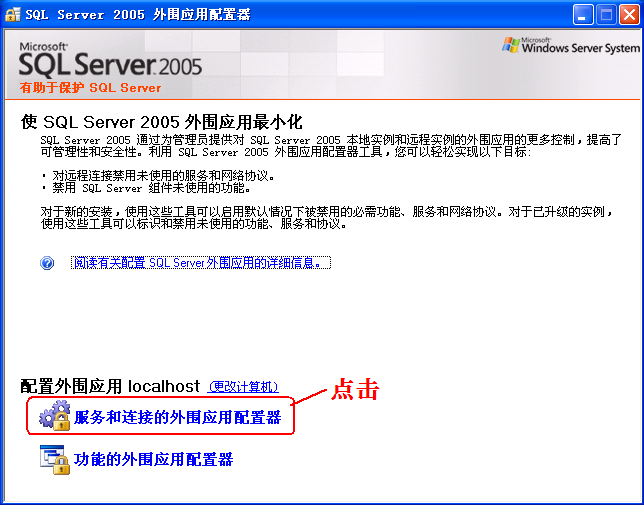 SQL Server 2005 外围应用配置器
Microsoft
SQL Server 2005
Microsoft
Windows Server System
有助于保护 SQL Server
使 SQL Server 2005 外围应用最小化
SQL Server 2005 通过为管理员提供对 SQL Server 2005 本地实例和远程实例的外围应用的更多控制，提高了
可管理性和安全性。利用 SQL Server 2005 外围应用配置器工具，您可以轻松实现以下目标：
· 对远程连接禁用未使用的服务和网络协议。
· 禁用 SQL Server 组件未使用的功能。
对于新的安装，使用这些工具可以启用默认情况下被禁用的必需功能、服务和网络协议。对于已升级的实例，
使用这些工具可以标识和禁用未使用的功能、服务和协议。
阅读有关配置 SQL Server 外围应用的详细信息。
配置外围应用 localhost (更改计算机)
点击
服务和连接的外围应用配置器
功能的外围应用配置器